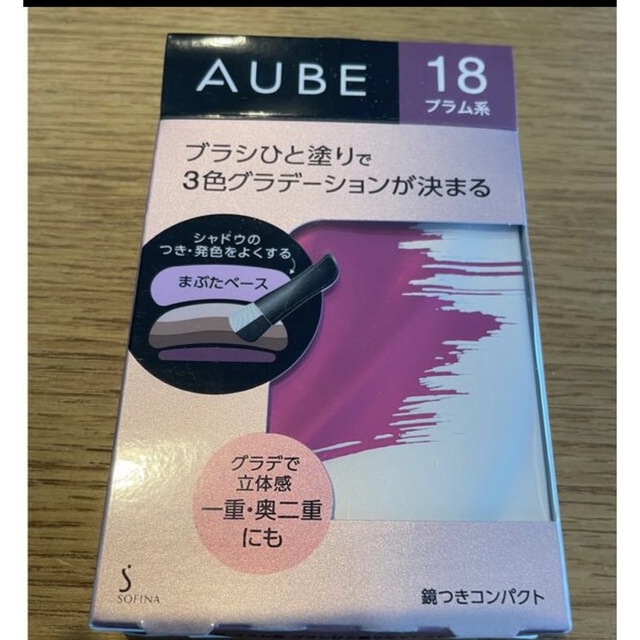 AUBE
18
プラム系
ブラシひと塗りで
3色グラデーションが決まる
シャドウの
つき・発色をよくする
まぶたベース
グラデで
立体感
一重・奥二重
にも
SOFINA
鏡つきコンパクト